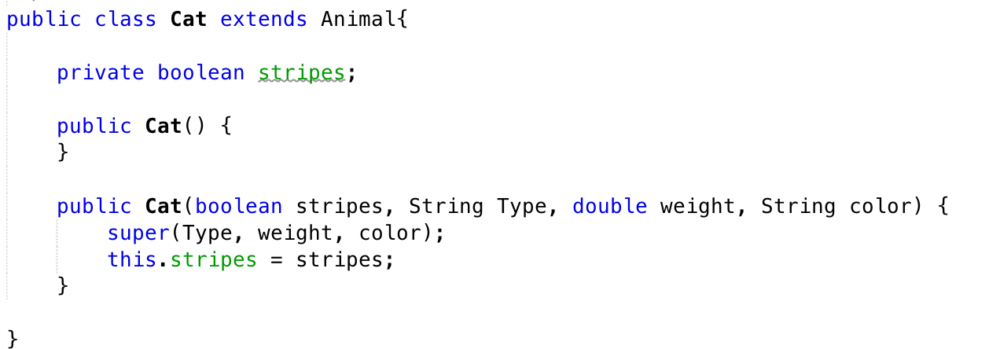 public class Cat extends Animal{
private boolean stripes;
public Cat() {
}
public Cat(boolean stripes, String Type, double weight, String color) {
super(Type, weight, color);
this.stripes = stripes;
}
}